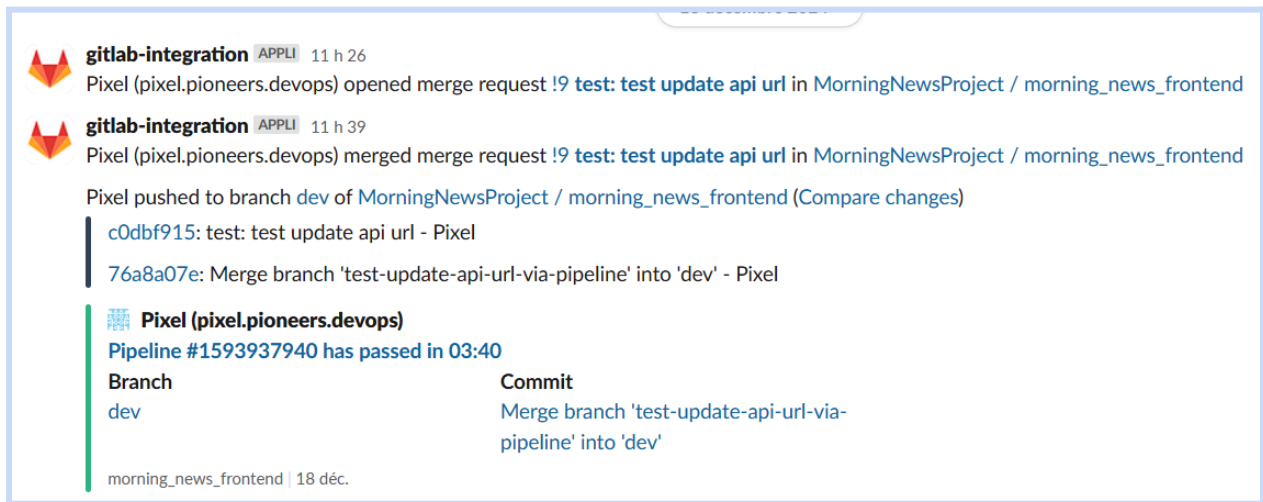 gitlab-integration APPLI 11 h 26
Pixel (pixel.pioneers.devops) opened merge request !9 test: test update api url in MorningNewsProject / morning_news_frontend
gitlab-integration APPLI 11 h 39
Pixel (pixel.pioneers.devops) merged merge request !9 test: test update api url in MorningNewsProject / morning_news_frontend
Pixel pushed to branch dev of MorningNewsProject / morning_news_frontend (Compare changes)
c0dbf915: test: test update api url - Pixel
76a8a07e: Merge branch 'test-update-api-url-via-pipeline' into 'dev' - Pixel
Pixel (pixel.pioneers.devops)
Pipeline #1593937940 has passed in 03:40
Branch
dev
Commit
Merge branch 'test-update-api-url-via-
pipeline' into 'dev'
morning_news_frontend | 18 déc.